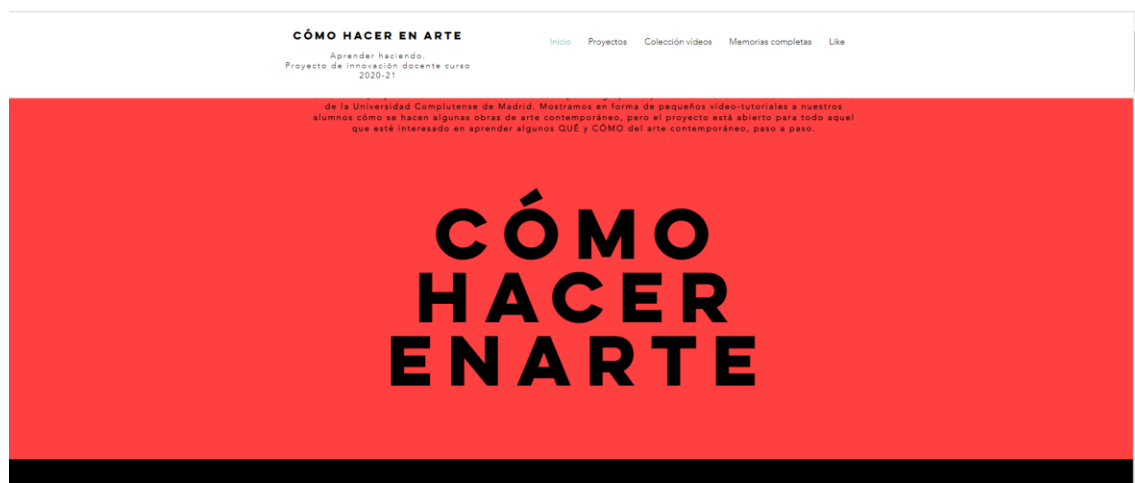 CÓMO HACER EN ARTE
Aprender haciendo.
Proyecto de innovación docente curso
2020-21
Inicio Proyectos Colección vídeos Memorias completas Like
de la Universidad Complutense de Madrid. Mostramos en forma de pequeños vídeo-tutoriales a nuestros
alumnos cómo se hacen algunas obras de arte contemporáneo, pero el proyecto está abierto para todo aquel
que esté interesado en aprender algunos QUÉ y CÓMO del arte contemporáneo, paso a paso.
CÓMO
HACER
ENARTE